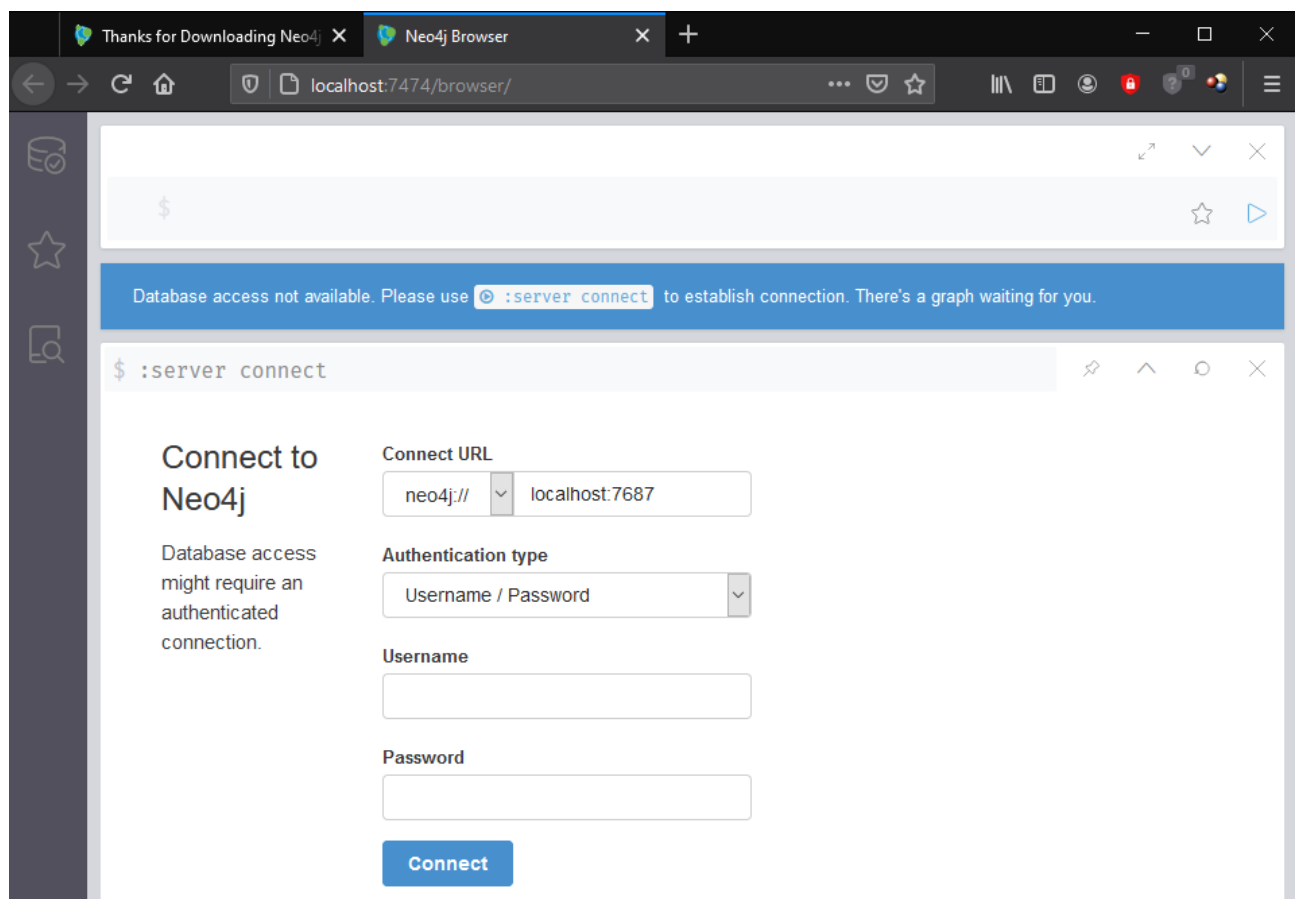 Thanks for Downloading Neo4j
Neo4j Browser
localhost:7474/browser/
0
$
Database access not available. Please use :server connect to establish connection. There's a graph waiting for you.
$ :server connect
Connect to
Neo4j
Database access
might require an
authenticated
connection.
Connect URL
neo4j://
localhost:7687
Authentication type
Username / Password
Username
Password
Connect